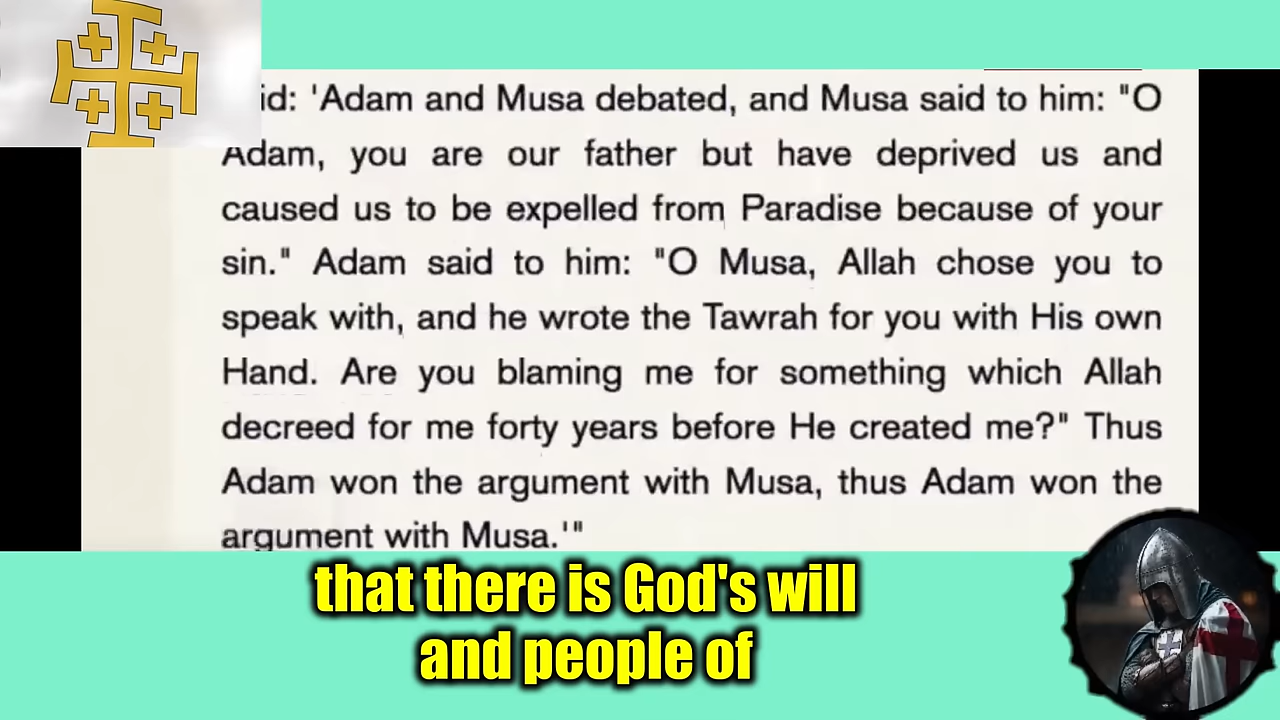 id: 'Adam and Musa debated, and Musa said to him: "O
Adam, you are our father but have deprived us and
caused us to be expelled from Paradise because of your
sin." Adam said to him: "O Musa, Allah chose you to
speak with, and he wrote the Tawrah for you with His own
Hand. Are you blaming me for something which Allah
decreed for me forty years before He created me?" Thus
Adam won the argument with Musa, thus Adam won the
argument with Musa.'"
that there is God's will
and people of